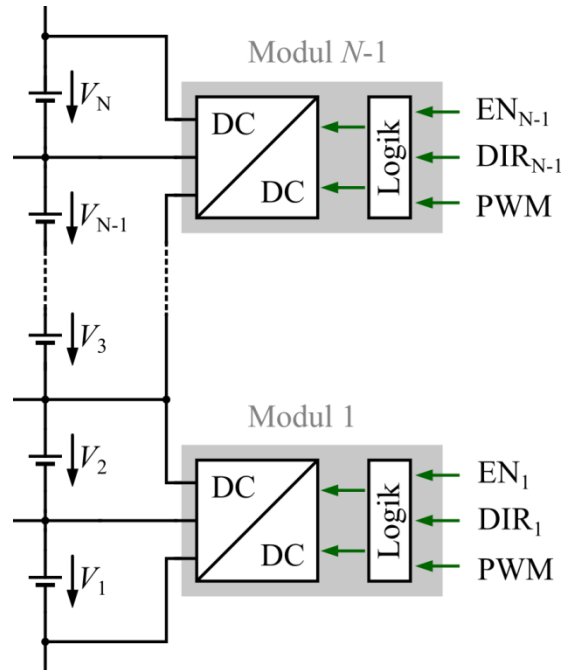 Modul N-1
V_N
DC
DC
Logik
EN_N-1
DIR_N-1
PWM
V_N-1
V_3
Modul 1
V_2
DC
DC
Logik
EN_1
DIR_1
PWM
V_1